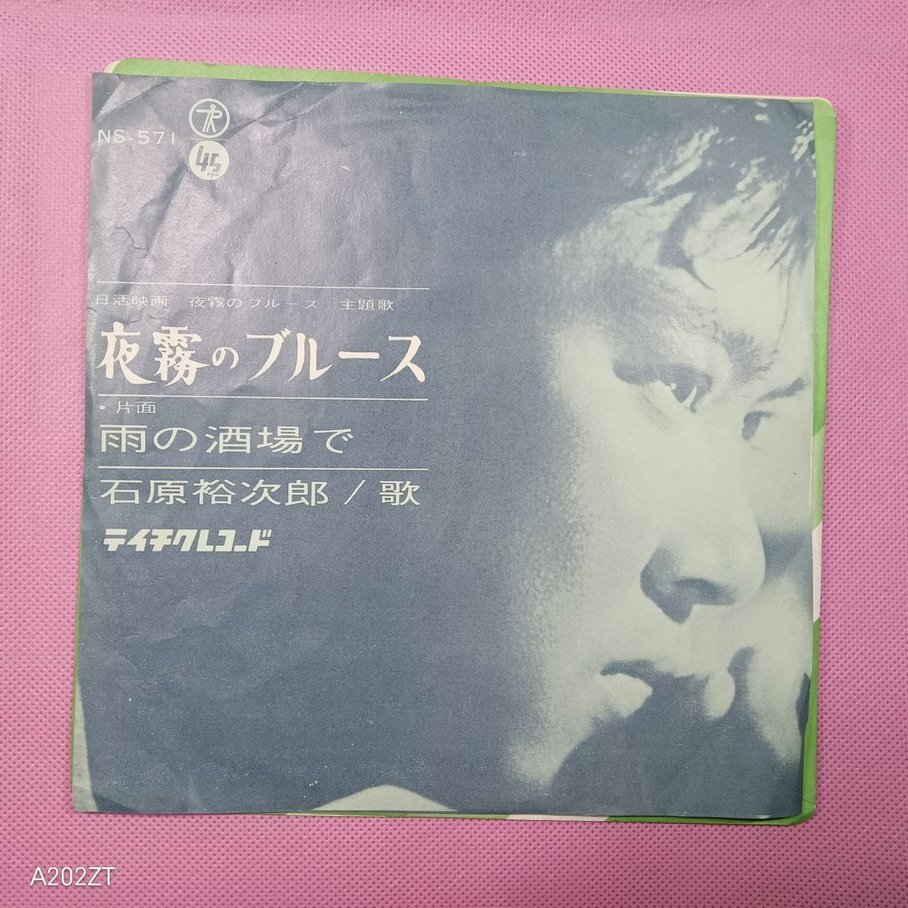 NS-571
45
日活映画 夜霧のブルース 主題歌
夜霧のブルース
・片面
雨の酒場で
石原裕次郎/歌
テイチクレコード
A202ZT